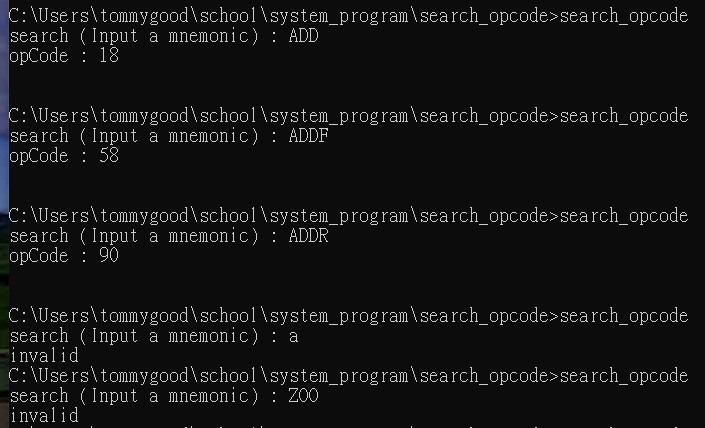 C:\Users\tommygood\school\system_program\search_opcode>search_opcode
search (Input a mnemonic) : ADD
opCode : 18
C:\Users\tommygood\school\system_program\search_opcode>search_opcode
search (Input a mnemonic) : ADDF
opCode : 58
C:\Users\tommygood\school\system_program\search_opcode>search_opcode
search (Input a mnemonic) : ADDR
opCode : 90
C:\Users\tommygood\school\system_program\search_opcode>search_opcode
search (Input a mnemonic) : a
invalid
C:\Users\tommygood\school\system_program\search_opcode>search_opcode
search (Input a mnemonic) : ZOO
invalid